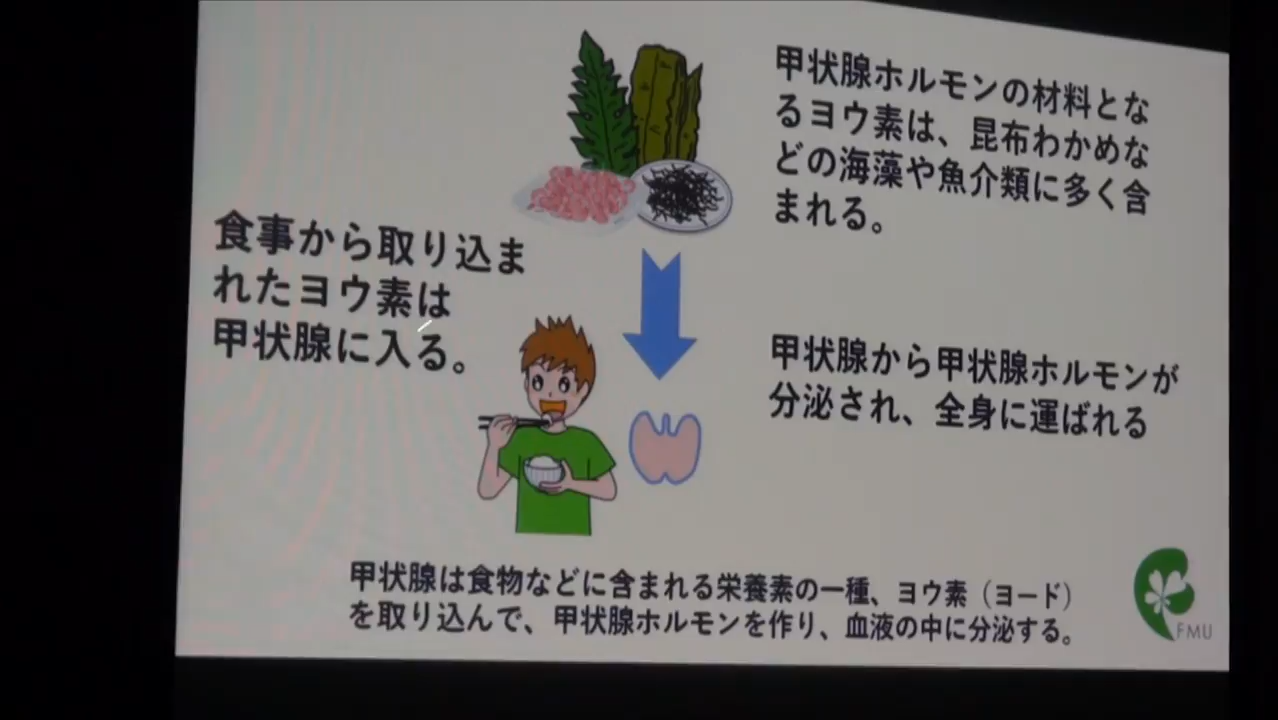 甲状腺ホルモンの材料とな
るヨウ素は、昆布わかめな
どの海藻や魚介類に多く含
まれる。
食事から取り込ま
れたヨウ素は
甲状腺に入る。
甲状腺から甲状腺ホルモンが
分泌され、全身に運ばれる
甲状腺は食物などに含まれる栄養素の一種、ヨウ素（ヨード）
を取り込んで、甲状腺ホルモンを作り、血液の中に分泌する。
FMU